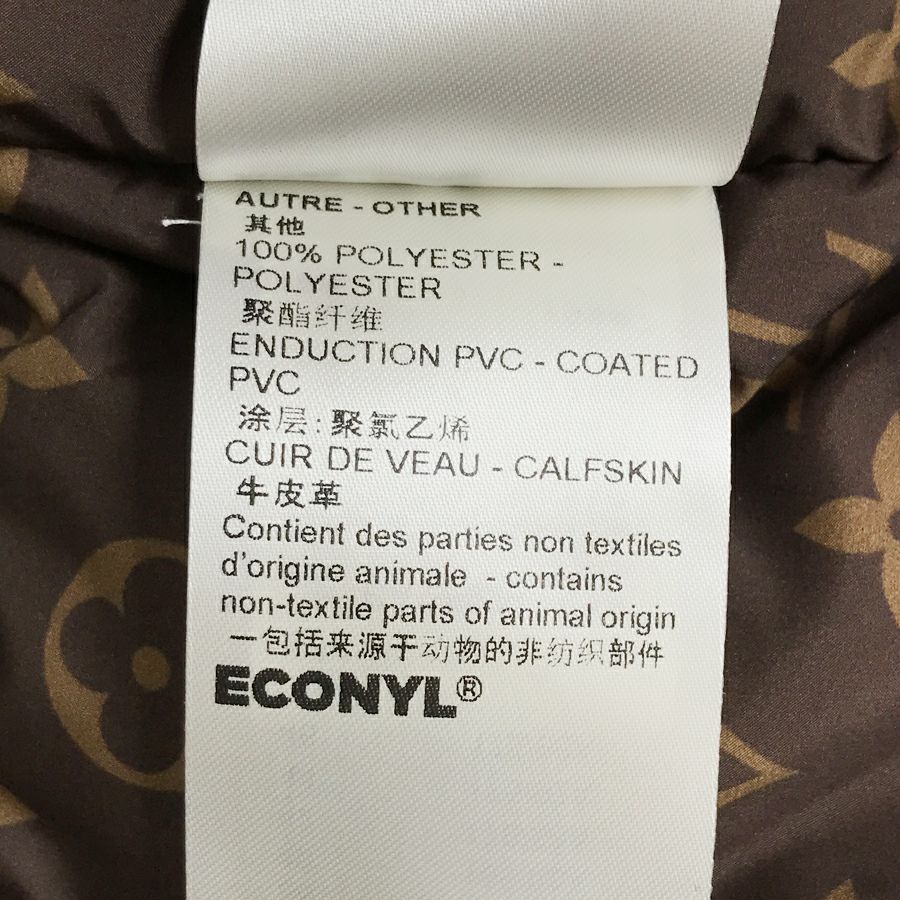 AUTRE - OTHER
其他
100% POLYESTER -
POLYESTER
聚酯纤维
ENDUCTION PVC - COATED
PVC
涂层: 聚氯乙烯
CUIR DE VEAU - CALFSKIN
牛皮革
Contient des parties non textiles
d'origine animale - contains
non-textile parts of animal origin
一包括来源于动物的非纺织部件
ECONYL®